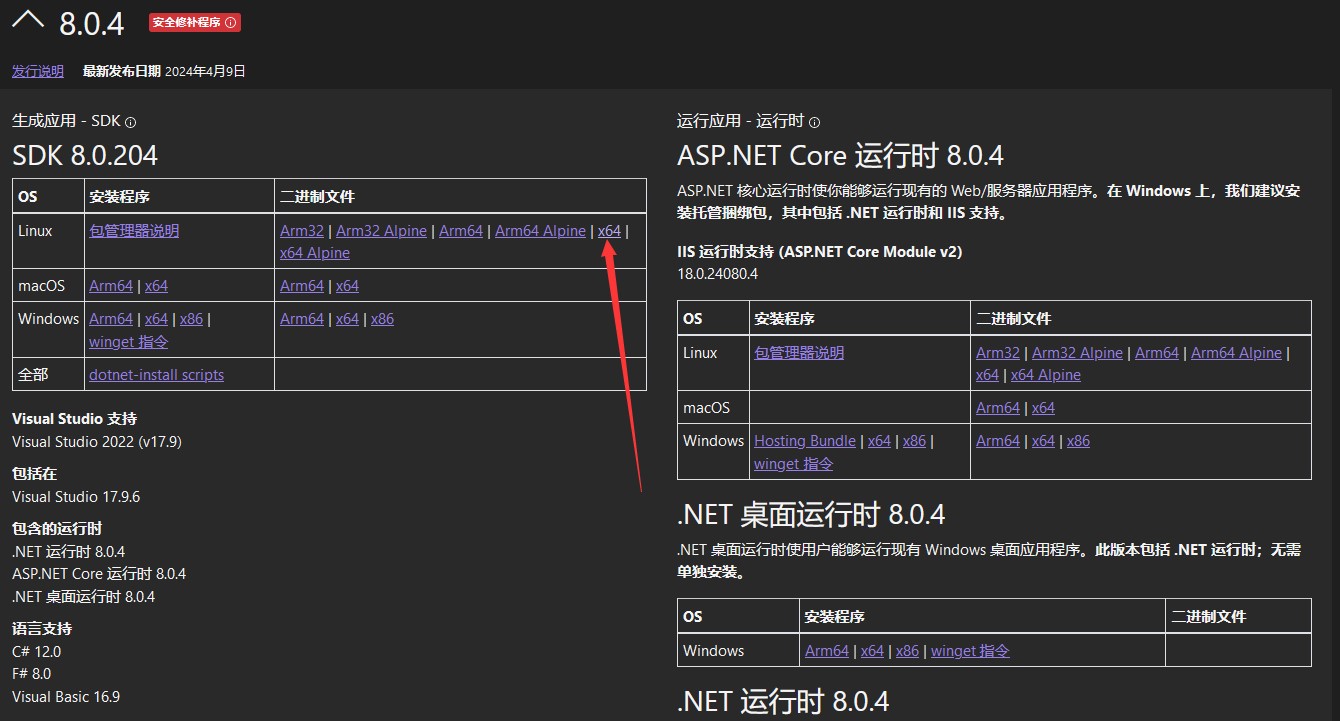 8.0.4 安全修补程序
发行说明 最新发布日期 2024年4月9日
生成应用 - SDK
SDK 8.0.204
OS 安装程序 二进制文件
Linux 包管理器说明 Arm32 | Arm32 Alpine | Arm64 | Arm64 Alpine | x64 |
x64 Alpine
macOS Arm64 | x64 Arm64 | x64
Windows Arm64 | x64 | x86 | Arm64 | x64 | x86
winget 指令
全部 dotnet-install scripts
Visual Studio 支持
Visual Studio 2022 (v17.9)
包括在
Visual Studio 17.9.6
包含的运行时
.NET 运行时 8.0.4
ASP.NET Core 运行时 8.0.4
.NET 桌面运行时 8.0.4
语言支持
C# 12.0
F# 8.0
Visual Basic 16.9
运行应用 - 运行时
ASP.NET Core 运行时 8.0.4
ASP.NET 核心运行时使你能够运行现有的 Web/服务器应用程序。在 Windows 上，我们建议安
装托管捆绑包，其中包括 .NET 运行时和 IIS 支持。
IIS 运行时支持 (ASP.NET Core Module v2)
18.0.24080.4
OS 安装程序 二进制文件
Linux 包管理器说明 Arm32 | Arm32 Alpine | Arm64 | Arm64 Alpine |
x64 | x64 Alpine
macOS Arm64 | x64
Windows Hosting Bundle | x64 | x86 | Arm64 | x64 | x86
winget 指令
.NET 桌面运行时 8.0.4
.NET 桌面运行时使用户能够运行现有 Windows 桌面应用程序。此版本包括 .NET 运行时；无需
单独安装。
OS 安装程序 二进制文件
Windows Arm64 | x64 | x86 | winget 指令
.NET 运行时 8.0.4